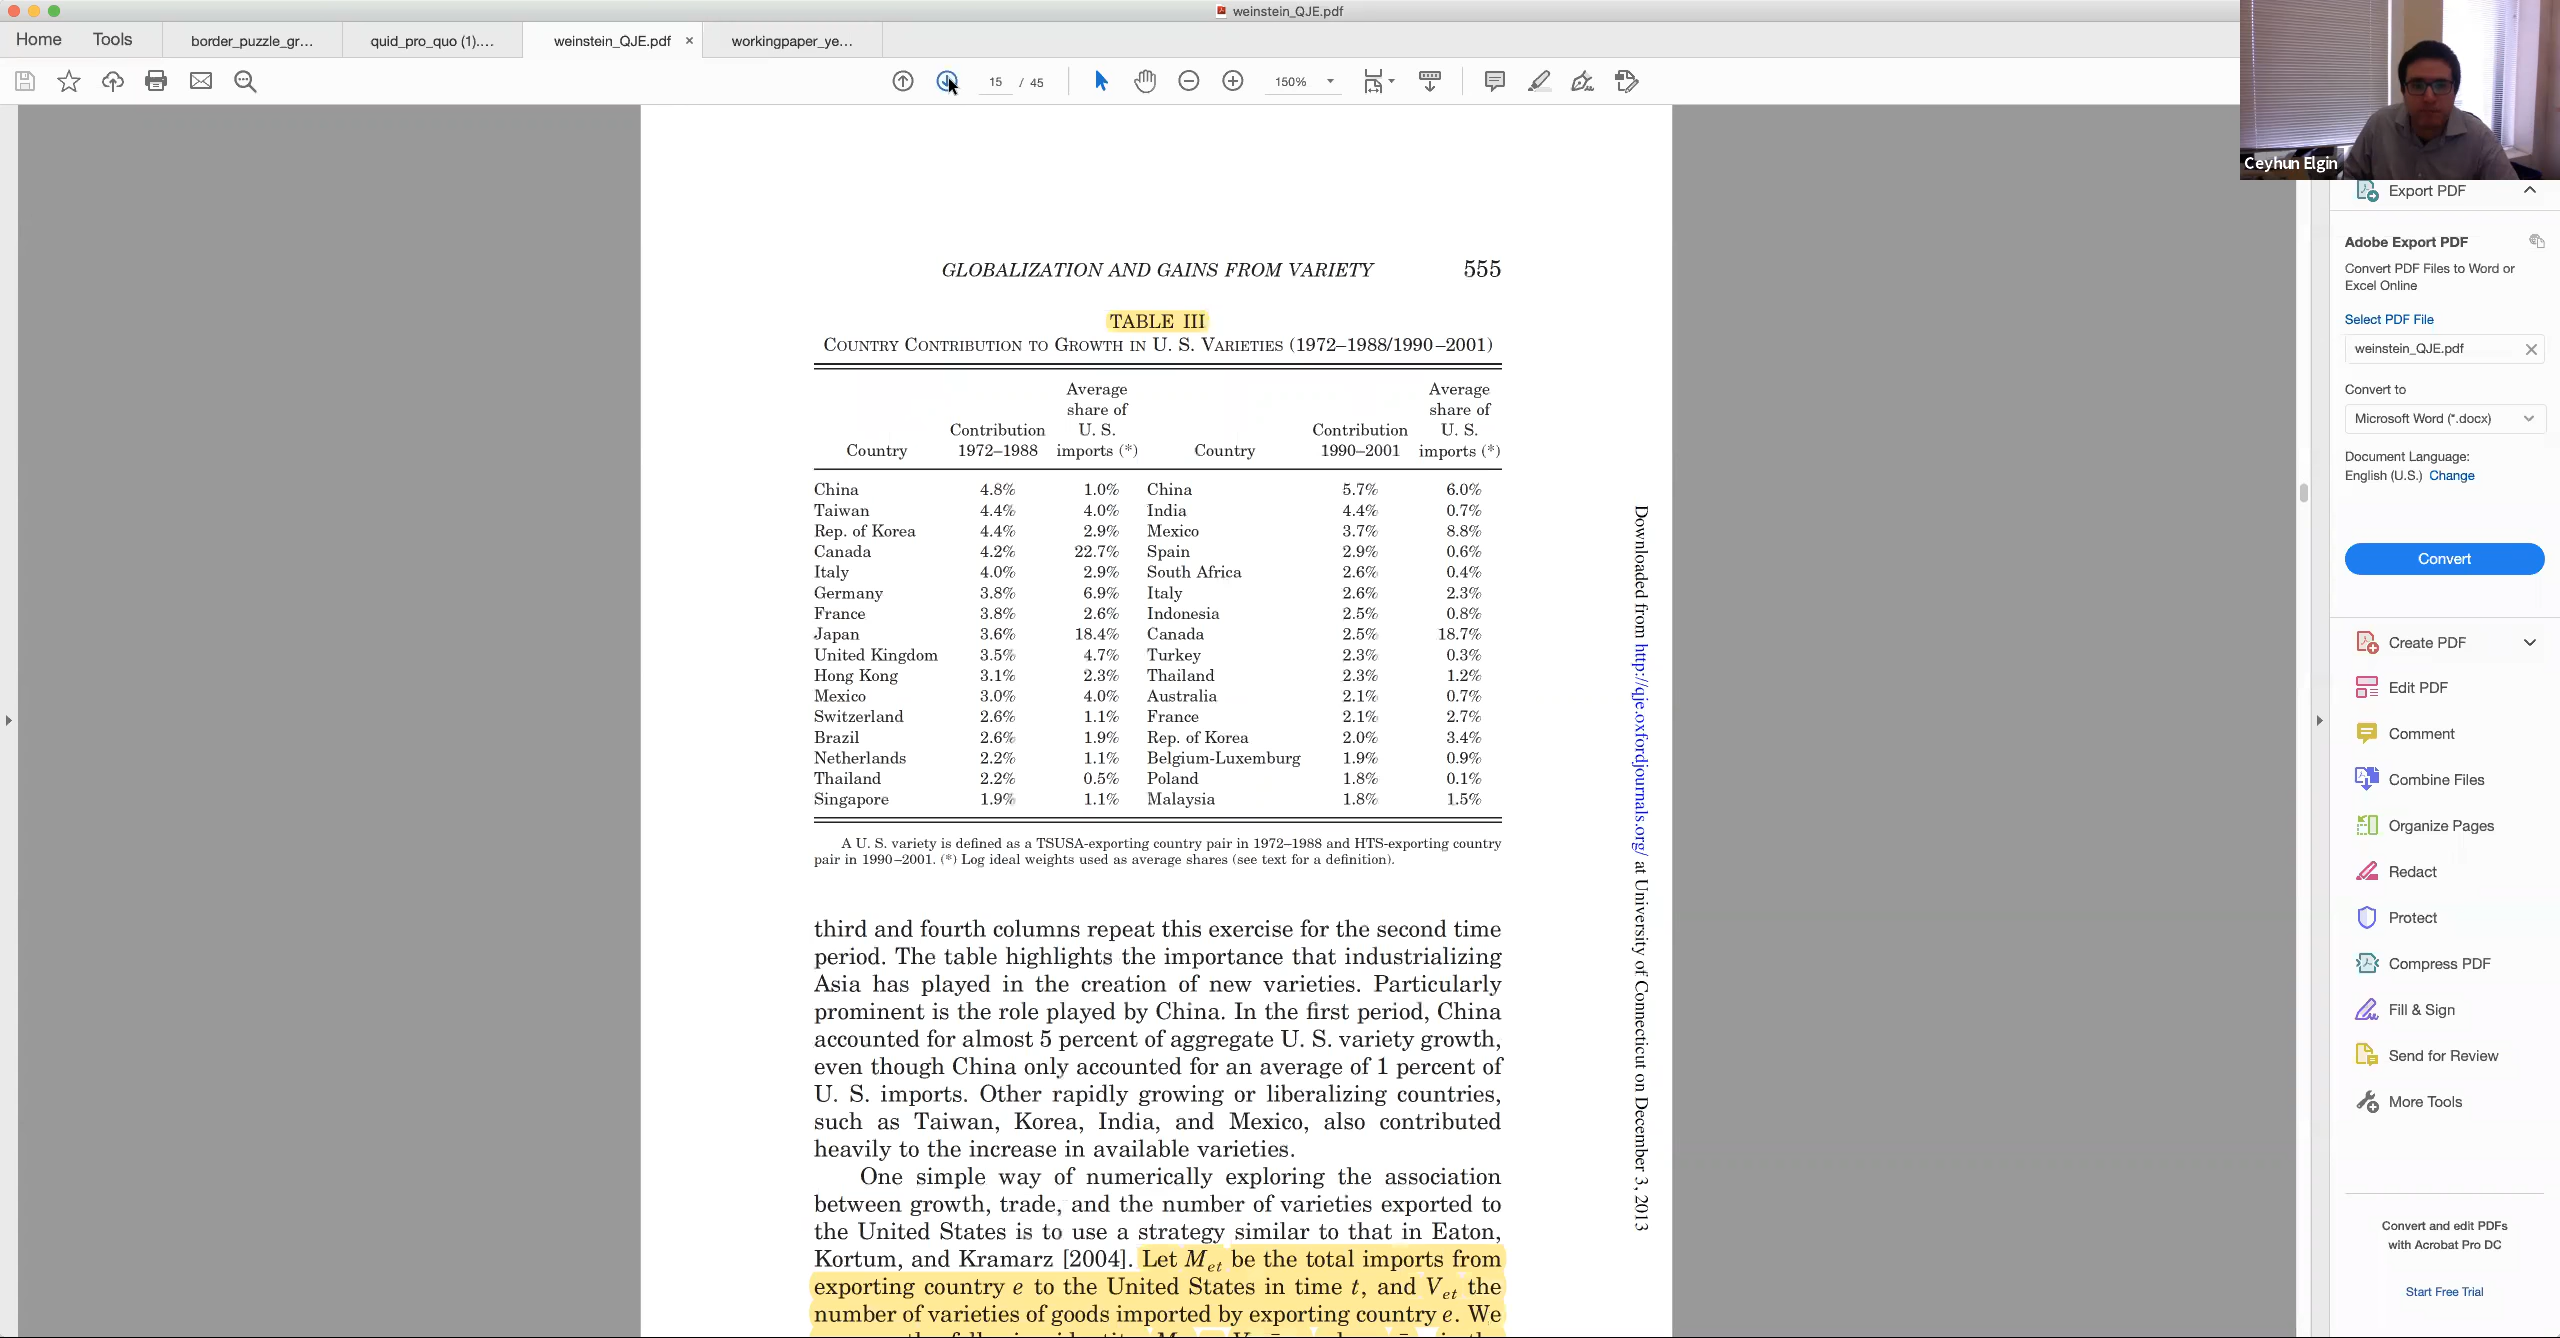 weinstein_QJE.pdf
Home Tools border_puzzle_gr... quid_pro_quo (1).... weinstein_QJE.pdf × workingpaper_ye...
15 / 45 150%
Ceyhun Elgin
GLOBALIZATION AND GAINS FROM VARIETY 555
TABLE III
COUNTRY CONTRIBUTION TO GROWTH IN U. S. VARIETIES (1972–1988/1990–2001)
Country Contribution 1972–1988 Average share of U. S. imports (*) Country Contribution 1990–2001 Average share of U. S. imports (*)
China 4.8% 1.0% China 5.7% 6.0%
Taiwan 4.4% 4.0% India 4.4% 0.7%
Rep. of Korea 4.4% 2.9% Mexico 3.7% 8.8%
Canada 4.2% 22.7% Spain 2.9% 0.6%
Italy 4.0% 2.9% South Africa 2.6% 0.4%
Germany 3.8% 6.9% Italy 2.6% 2.3%
France 3.8% 2.6% Indonesia 2.5% 0.8%
Japan 3.6% 18.4% Canada 2.5% 18.7%
United Kingdom 3.5% 4.7% Turkey 2.3% 0.3%
Hong Kong 3.1% 2.3% Thailand 2.3% 1.2%
Mexico 3.0% 4.0% Australia 2.1% 0.7%
Switzerland 2.6% 1.1% France 2.1% 2.7%
Brazil 2.6% 1.9% Rep. of Korea 2.0% 3.4%
Netherlands 2.2% 1.1% Belgium-Luxemburg 1.9% 0.9%
Thailand 2.2% 0.5% Poland 1.8% 0.1%
Singapore 1.9% 1.1% Malaysia 1.8% 1.5%
A U. S. variety is defined as a TSUSA-exporting country pair in 1972–1988 and HTS-exporting country
pair in 1990–2001. (*) Log ideal weights used as average shares (see text for a definition).
third and fourth columns repeat this exercise for the second time
period. The table highlights the importance that industrializing
Asia has played in the creation of new varieties. Particularly
prominent is the role played by China. In the first period, China
accounted for almost 5 percent of aggregate U. S. variety growth,
even though China only accounted for an average of 1 percent of
U. S. imports. Other rapidly growing or liberalizing countries,
such as Taiwan, Korea, India, and Mexico, also contributed
heavily to the increase in available varieties.
One simple way of numerically exploring the association
between growth, trade, and the number of varieties exported to
the United States is to use a strategy similar to that in Eaton,
Kortum, and Kramarz [2004]. Let Met be the total imports from
exporting country e to the United States in time t, and Vet the
number of varieties of goods imported by exporting country e. We
Downloaded from http://qje.oxfordjournals.org/ at University of Connecticut on December 3, 2013
Export PDF
Adobe Export PDF
Convert PDF Files to Word or
Excel Online
Select PDF File
weinstein_QJE.pdf
Convert to
Microsoft Word (*.docx)
Document Language:
English (U.S.) Change
Convert
Create PDF
Edit PDF
Comment
Combine Files
Organize Pages
Redact
Protect
Compress PDF
Fill & Sign
Send for Review
More Tools
Convert and edit PDFs
with Acrobat Pro DC
Start Free Trial